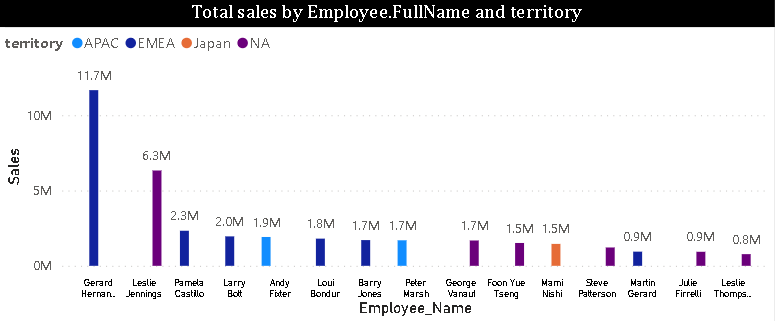 Total sales by Employee.FullName and territory
territory APAC EMEA Japan NA
11.7M
10M
6.3M
Sales
5M
2.3M 2.0M 1.9M 1.8M 1.7M 1.7M 1.7M 1.5M 1.5M 0.9M 0.9M 0.8M
0M
Gerard Leslie Pamela Larry Andy Loui Barry Peter George Foon Yue Mami Steve Martin Julie Leslie
Hernan.. Jennings Castillo Bott Fixter Bondur Jones Marsh Vanauf Tseng Nishi Patterson Gerard Firrelli Thomps..
Employee_Name